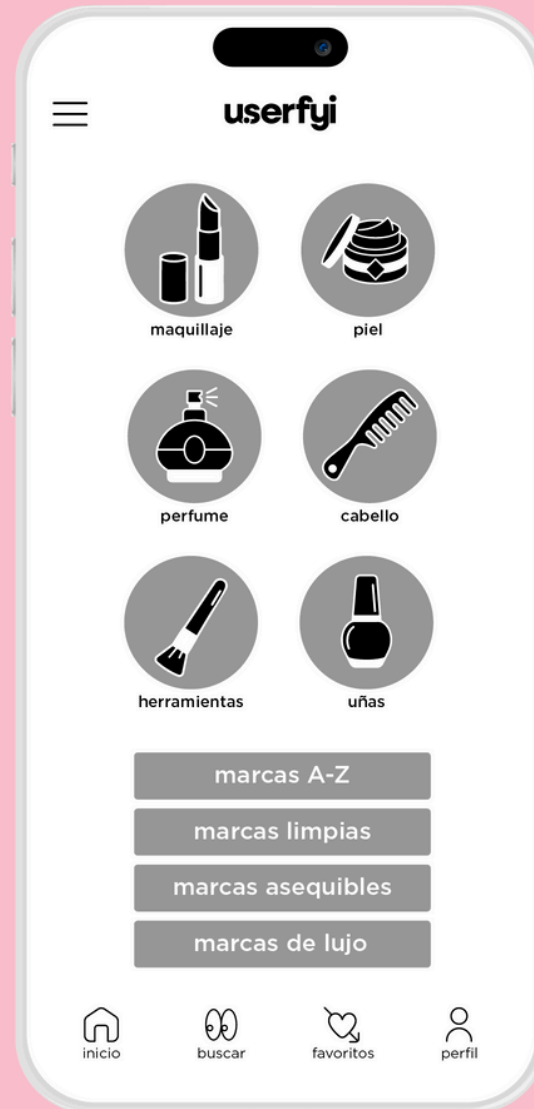 userfyi
maquillaje
piel
perfume
cabello
herramientas
uñas
marcas A-Z
marcas limpias
marcas asequibles
marcas de lujo
inicio
buscar
favoritos
perfil